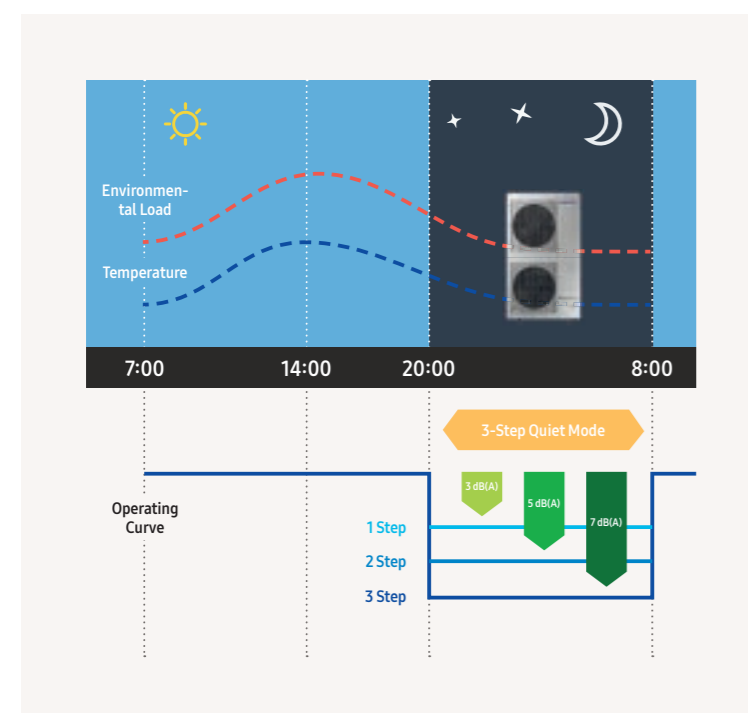 Environmen-
tal Load
Temperature
7:00
14:00
20:00
8:00
3-Step Quiet Mode
3 dB(A)
5 dB(A)
7 dB(A)
Operating
Curve
1 Step
2 Step
3 Step